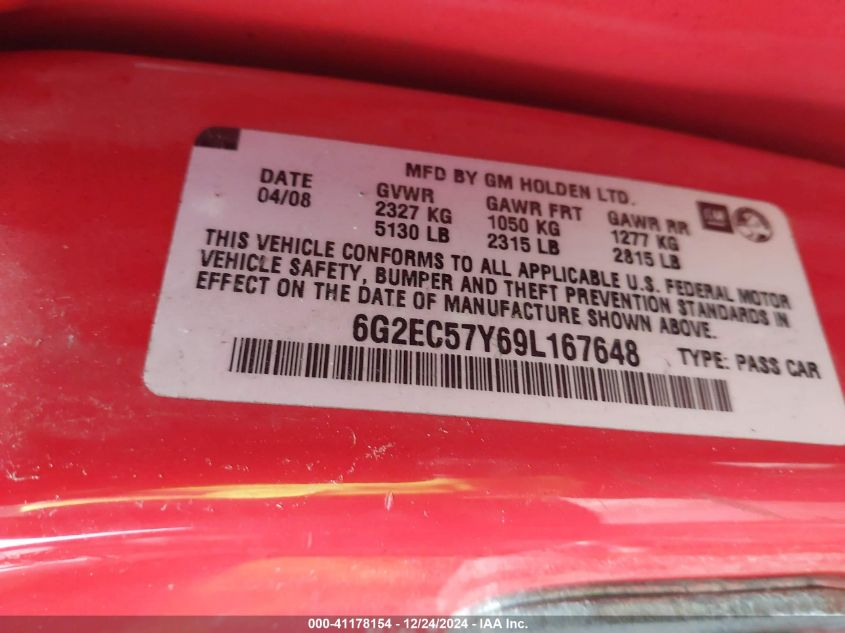 MFD BY GM HOLDEN LTD.
DATE GVWR GAWR FRT GAWR RR
04/08 2327 KG 1050 KG 1277 KG
5130 LB 2315 LB 2815 LB
GM
THIS VEHICLE CONFORMS TO ALL APPLICABLE U.S. FEDERAL MOTOR
VEHICLE SAFETY, BUMPER AND THEFT PREVENTION STANDARDS IN
EFFECT ON THE DATE OF MANUFACTURE SHOWN ABOVE.
6G2EC57Y69L167648 TYPE: PASS CAR
000-41178154 - 12/24/2024 - IAA Inc.